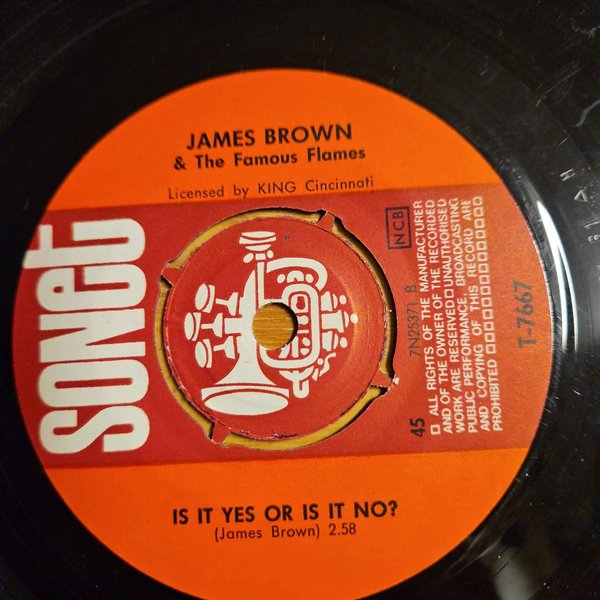 JAMES BROWN
& The Famous Flames
Licensed by KING Cincinnati
SONET
NCB
45
7N25371 B
ALL RIGHTS OF THE MANUFACTURER
AND OF THE OWNER OF THE RECORDED
WORK ARE RESERVED UNAUTHORISED
PUBLIC PERFORMANCE, BROADCASTING
AND COPYING OF THIS RECORD ARE
PROHIBITED
T-7667
IS IT YES OR IS IT NO?
(James Brown) 2.58